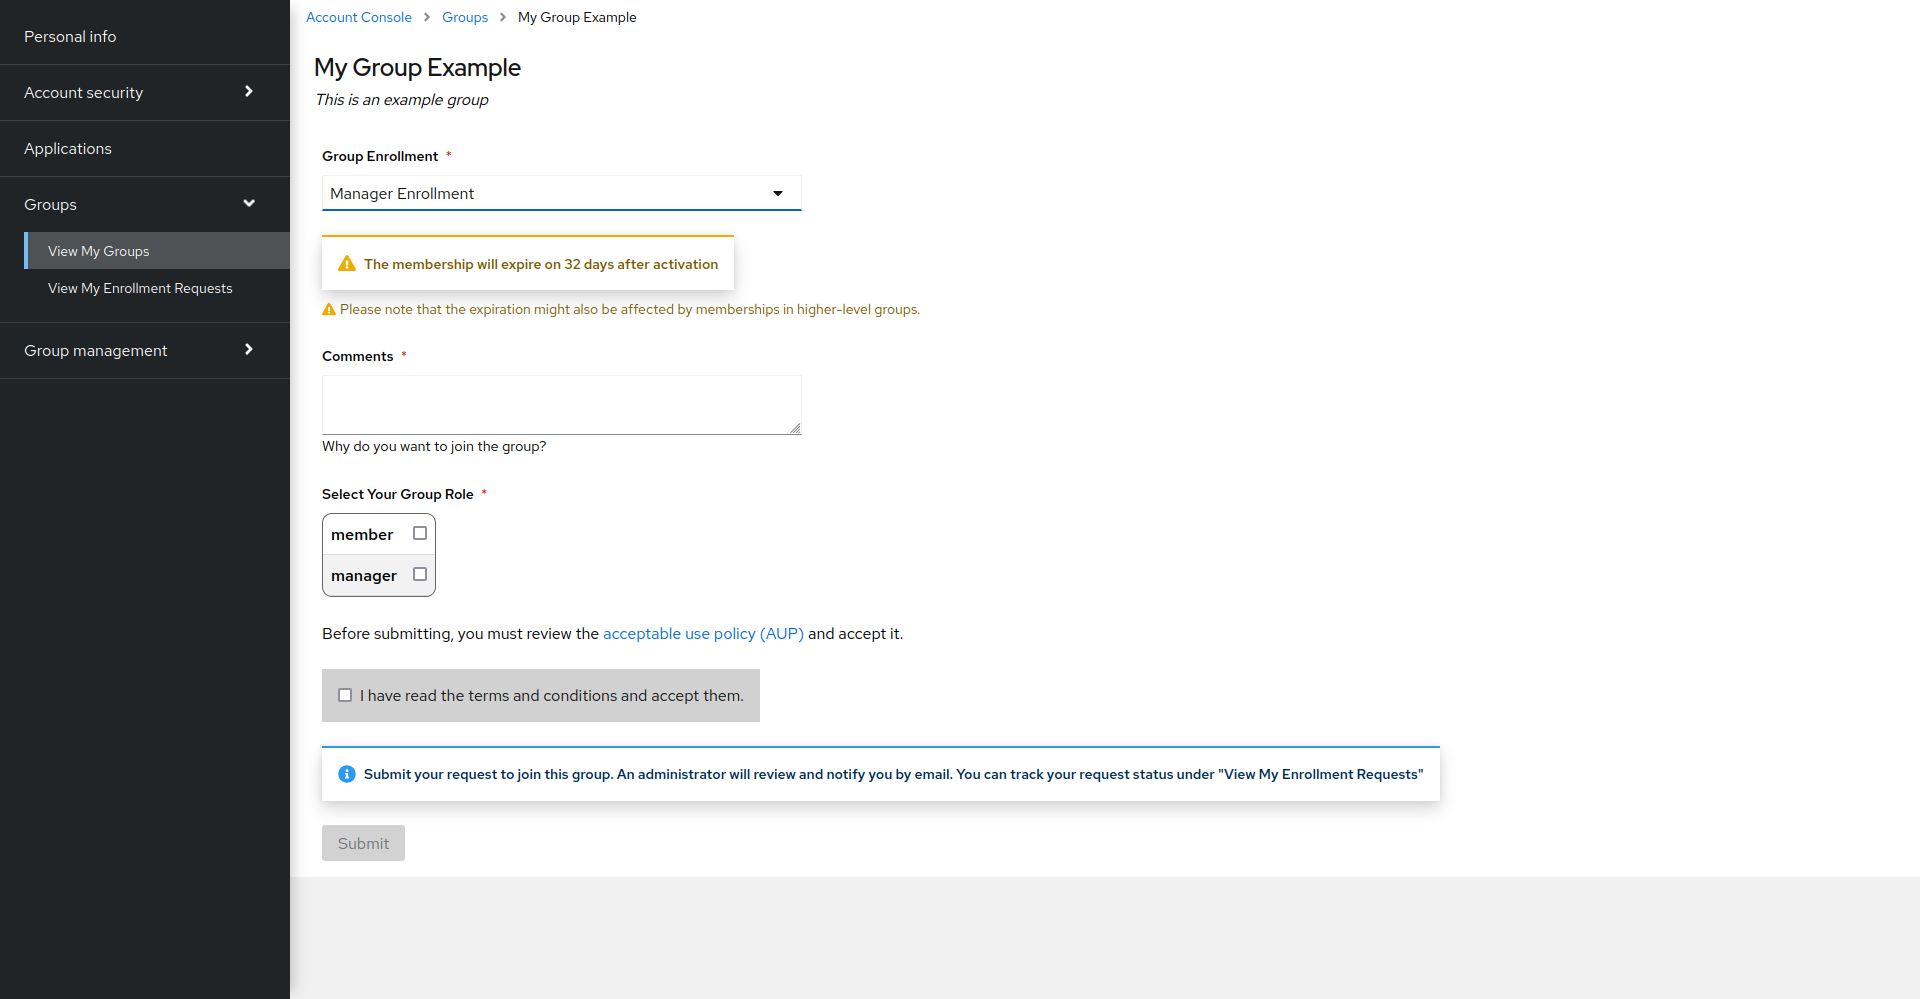 Personal info
Account security
Applications
Groups
View My Groups
View My Enrollment Requests
Group management
Account Console > Groups > My Group Example
My Group Example
This is an example group
Group Enrollment *
Manager Enrollment
The membership will expire on 32 days after activation
Please note that the expiration might also be affected by memberships in higher-level groups.
Comments *
Why do you want to join the group?
Select Your Group Role *
member
manager
Before submitting, you must review the acceptable use policy (AUP) and accept it.
I have read the terms and conditions and accept them.
Submit your request to join this group. An administrator will review and notify you by email. You can track your request status under "View My Enrollment Requests"
Submit